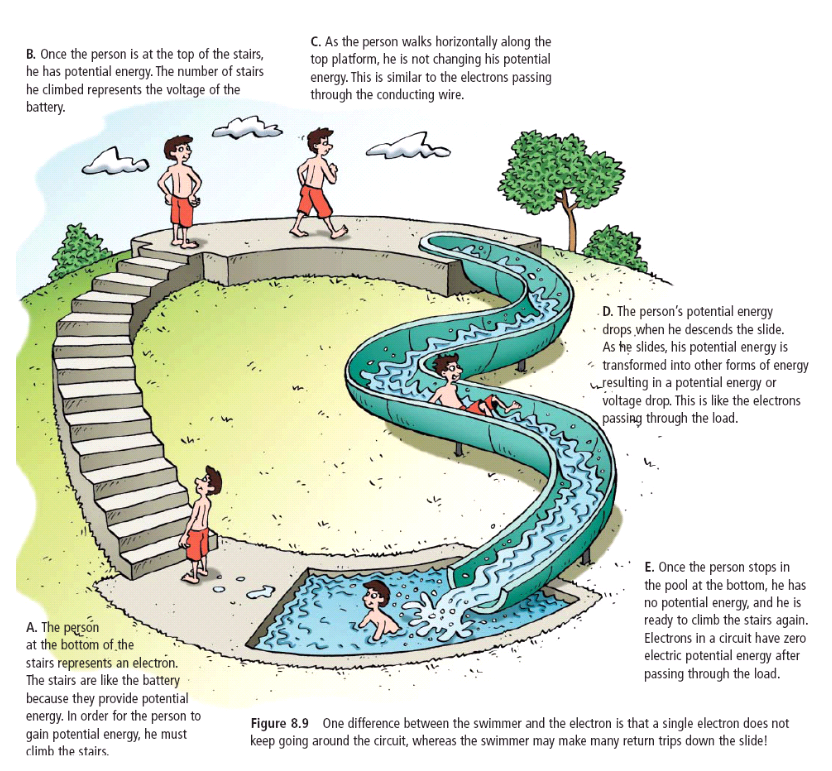 B. Once the person is at the top of the stairs,
he has potential energy. The number of stairs
he climbed represents the voltage of the
battery.
C. As the person walks horizontally along the
top platform, he is not changing his potential
energy. This is similar to the electrons passing
through the conducting wire.
D. The person's potential energy
drops when he descends the slide.
As he slides, his potential energy is
transformed into other forms of energy
resulting in a potential energy or
voltage drop. This is like the electrons
passing through the load.
E. Once the person stops in
the pool at the bottom, he has
no potential energy, and he is
ready to climb the stairs again.
Electrons in a circuit have zero
electric potential energy after
passing through the load.
A. The person
at the bottom of the
stairs represents an electron.
The stairs are like the battery
because they provide potential
energy. In order for the person to
gain potential energy, he must
climb the stairs.
Figure 8.9 One difference between the swimmer and the electron is that a single electron does not
keep going around the circuit, whereas the swimmer may make many return trips down the slide!